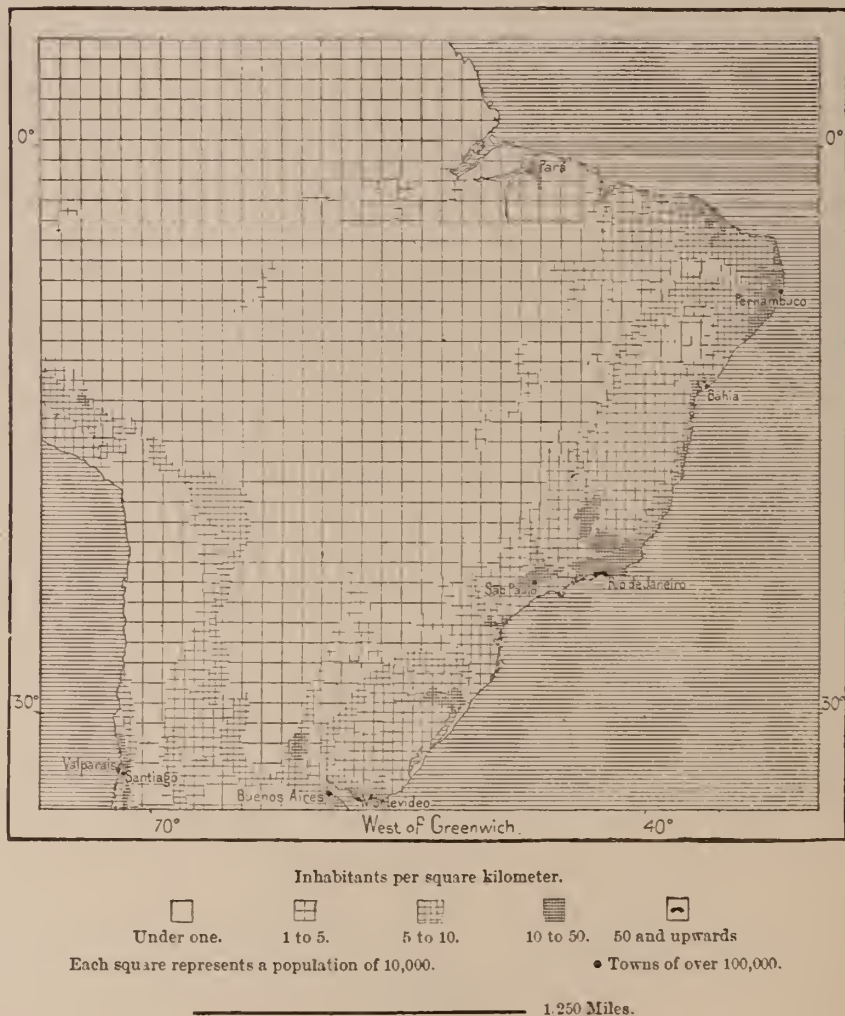 0°
Pará
Pernambuco
Bahia
São Paulo
Rio de Janeiro
30°
30°
Valparais
Santiago
Buenos Aires
Montevideo
70°
West of Greenwich.
40°
Inhabitants per square kilometer.
Under one.
1 to 5.
5 to 10.
10 to 50.
50 and upwards
Each square represents a population of 10,000.
• Towns of over 100,000.
1.250 Miles.